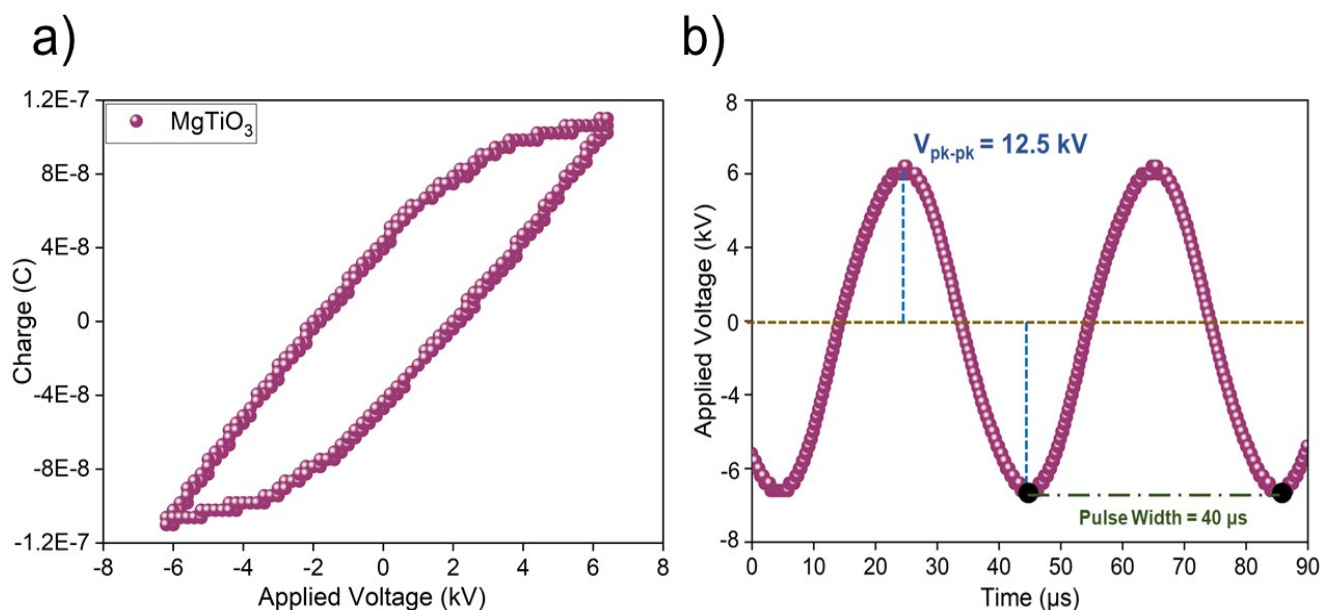 a)
1.2E-7
8E-8
4E-8
0
-4E-8
-8E-8
-1.2E-7
Charge (C)
MgTiO₃
-8 -6 -4 -2 0 2 4 6 8
Applied Voltage (kV)
b)
8
6
4
0
-4
-6
-8
Applied Voltage (kV)
V_pk-pk = 12.5 kV
Pulse Width = 40 µs
0 10 20 30 40 50 60 70 80 90
Time (µs)